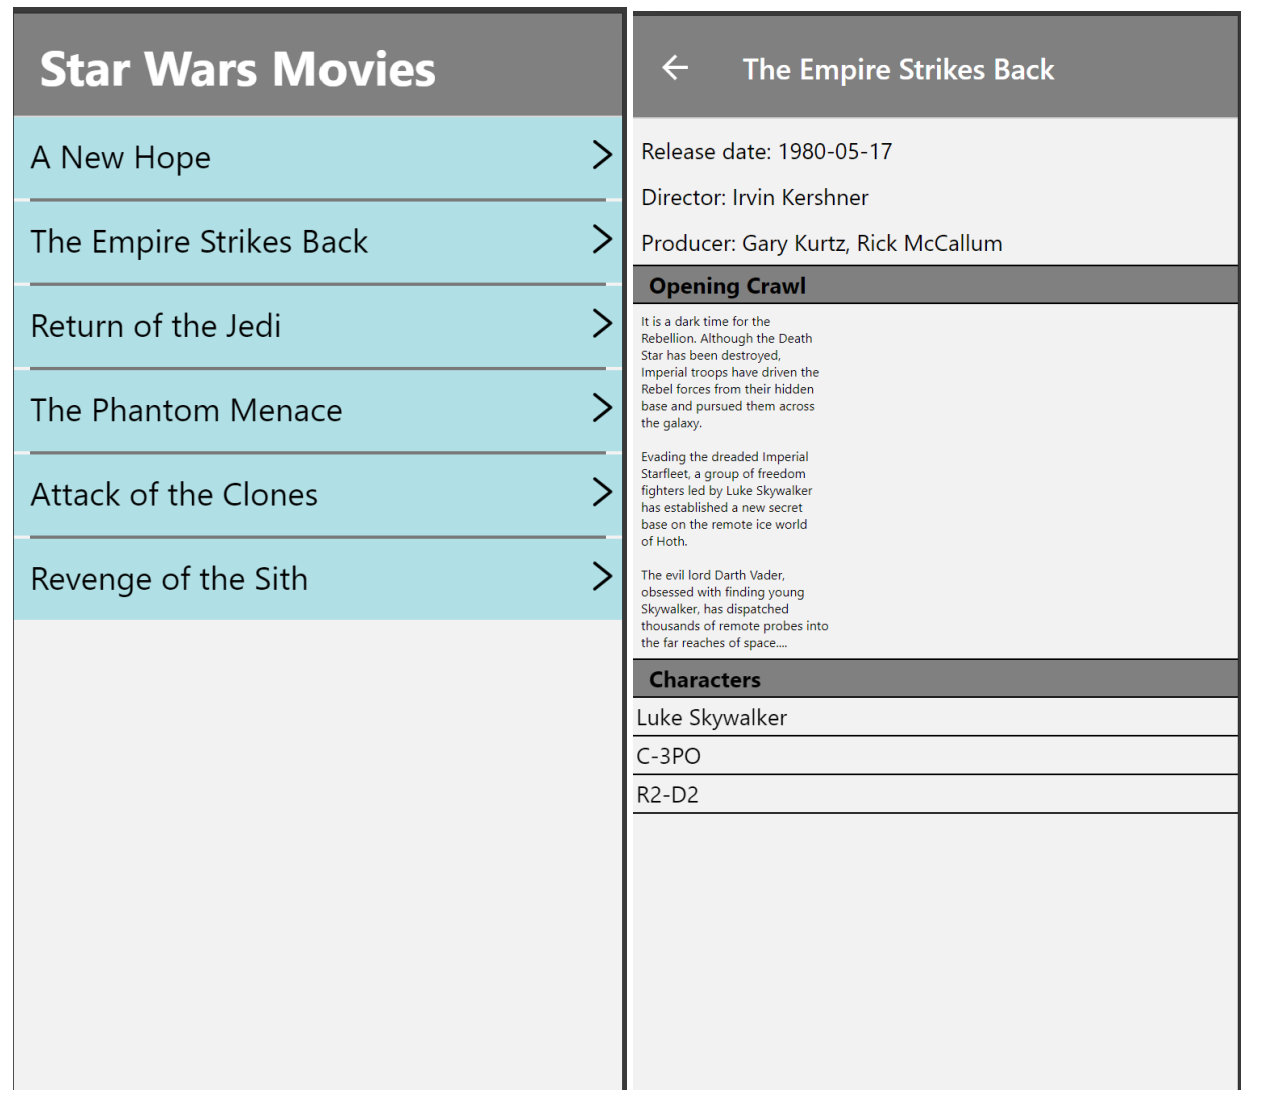 Star Wars Movies
A New Hope
The Empire Strikes Back
Return of the Jedi
The Phantom Menace
Attack of the Clones
Revenge of the Sith
The Empire Strikes Back
Release date: 1980-05-17
Director: Irvin Kershner
Producer: Gary Kurtz, Rick McCallum
Opening Crawl
It is a dark time for the
Rebellion. Although the Death
Star has been destroyed,
Imperial troops have driven the
Rebel forces from their hidden
base and pursued them across
the galaxy.
Evading the dreaded Imperial
Starfleet, a group of freedom
fighters led by Luke Skywalker
has established a new secret
base on the remote ice world
of Hoth.
The evil lord Darth Vader,
obsessed with finding young
Skywalker, has dispatched
thousands of remote probes into
the far reaches of space....
Characters
Luke Skywalker
C-3PO
R2-D2